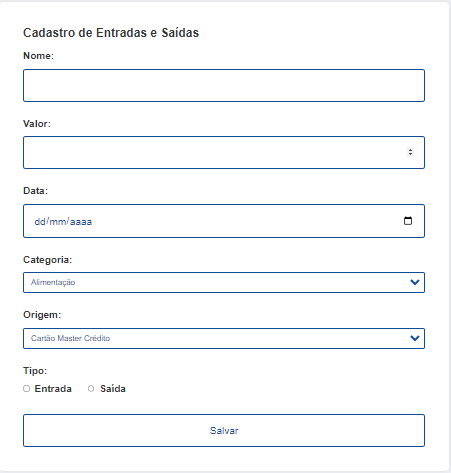 Cadastro de Entradas e Saídas
Nome:
Valor:
Data:
dd/mm/aaaa
Categoria:
Alimentação
Origem:
Cartão Master Crédito
Tipo:
Entrada Saída
Salvar